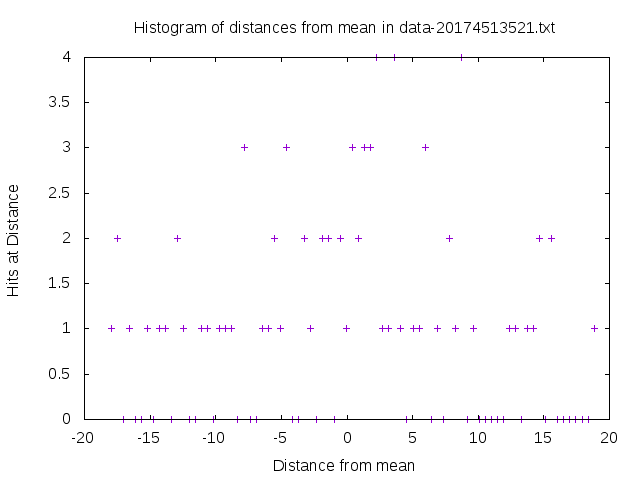 Histogram of distances from mean in data-20174513521.txt
4
3.5
3
2.5
2
1.5
1
0.5
0
Hits at Distance
-20 -15 -10 -5 0 5 10 15 20
Distance from mean